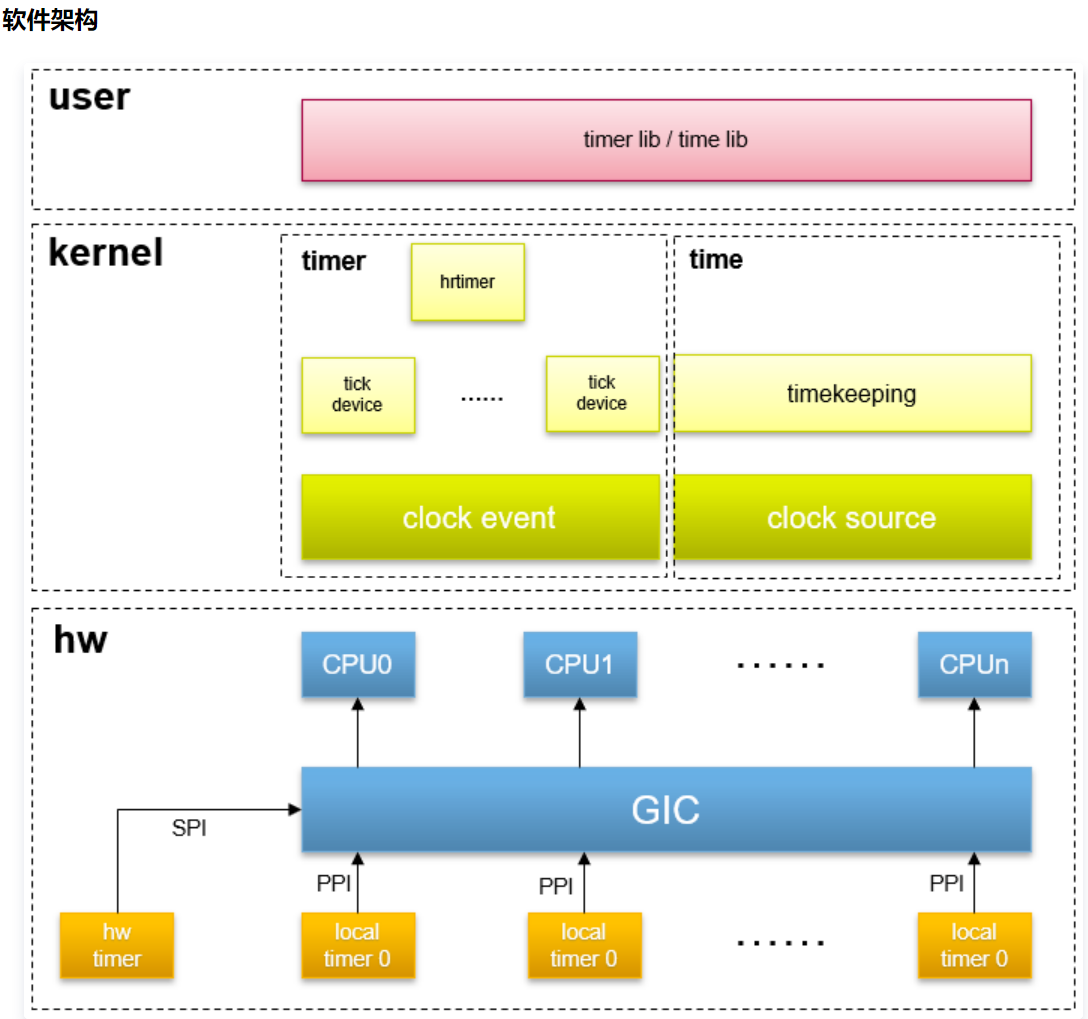 软件架构
user
timer lib / time lib
kernel
timer
time
hrtimer
tick
device
......
tick
device
timekeeping
clock event
clock source
hw
CPU0
CPU1
......
CPUn
GIC
SPI
PPI
PPI
PPI
hw
timer
local
timer 0
local
timer 0
......
local
timer 0